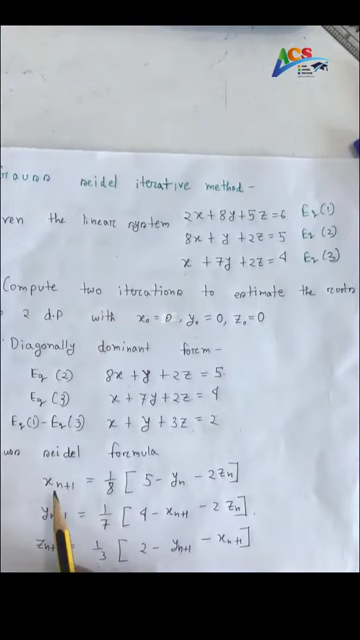 ACS
Gauss seidel iterative method -
ven the linear system 2x + 8y + 5z = 6 Eq (1)
8x + y + 2z = 5 Eq (2)
x + 7y + 2z = 4 Eq (3)
Compute two iterations to estimate the roots
2 d.p with x₀ = 0, y₀ = 0, z₀ = 0
Diagonally dominant form -
Eq (2) 8x + y + 2z = 5
Eq (3) x + 7y + 2z = 4
Eq (1) - Eq (3) x + y + 3z = 2
uss seidel formula
xₙ₊₁ = 1/8 [ 5 - yₙ - 2zₙ ]
= 1/7 [ 4 - xₙ₊₁ - 2 zₙ ]
= 1/3 [ 2 - yₙ₊₁ - xₙ₊₁ ]